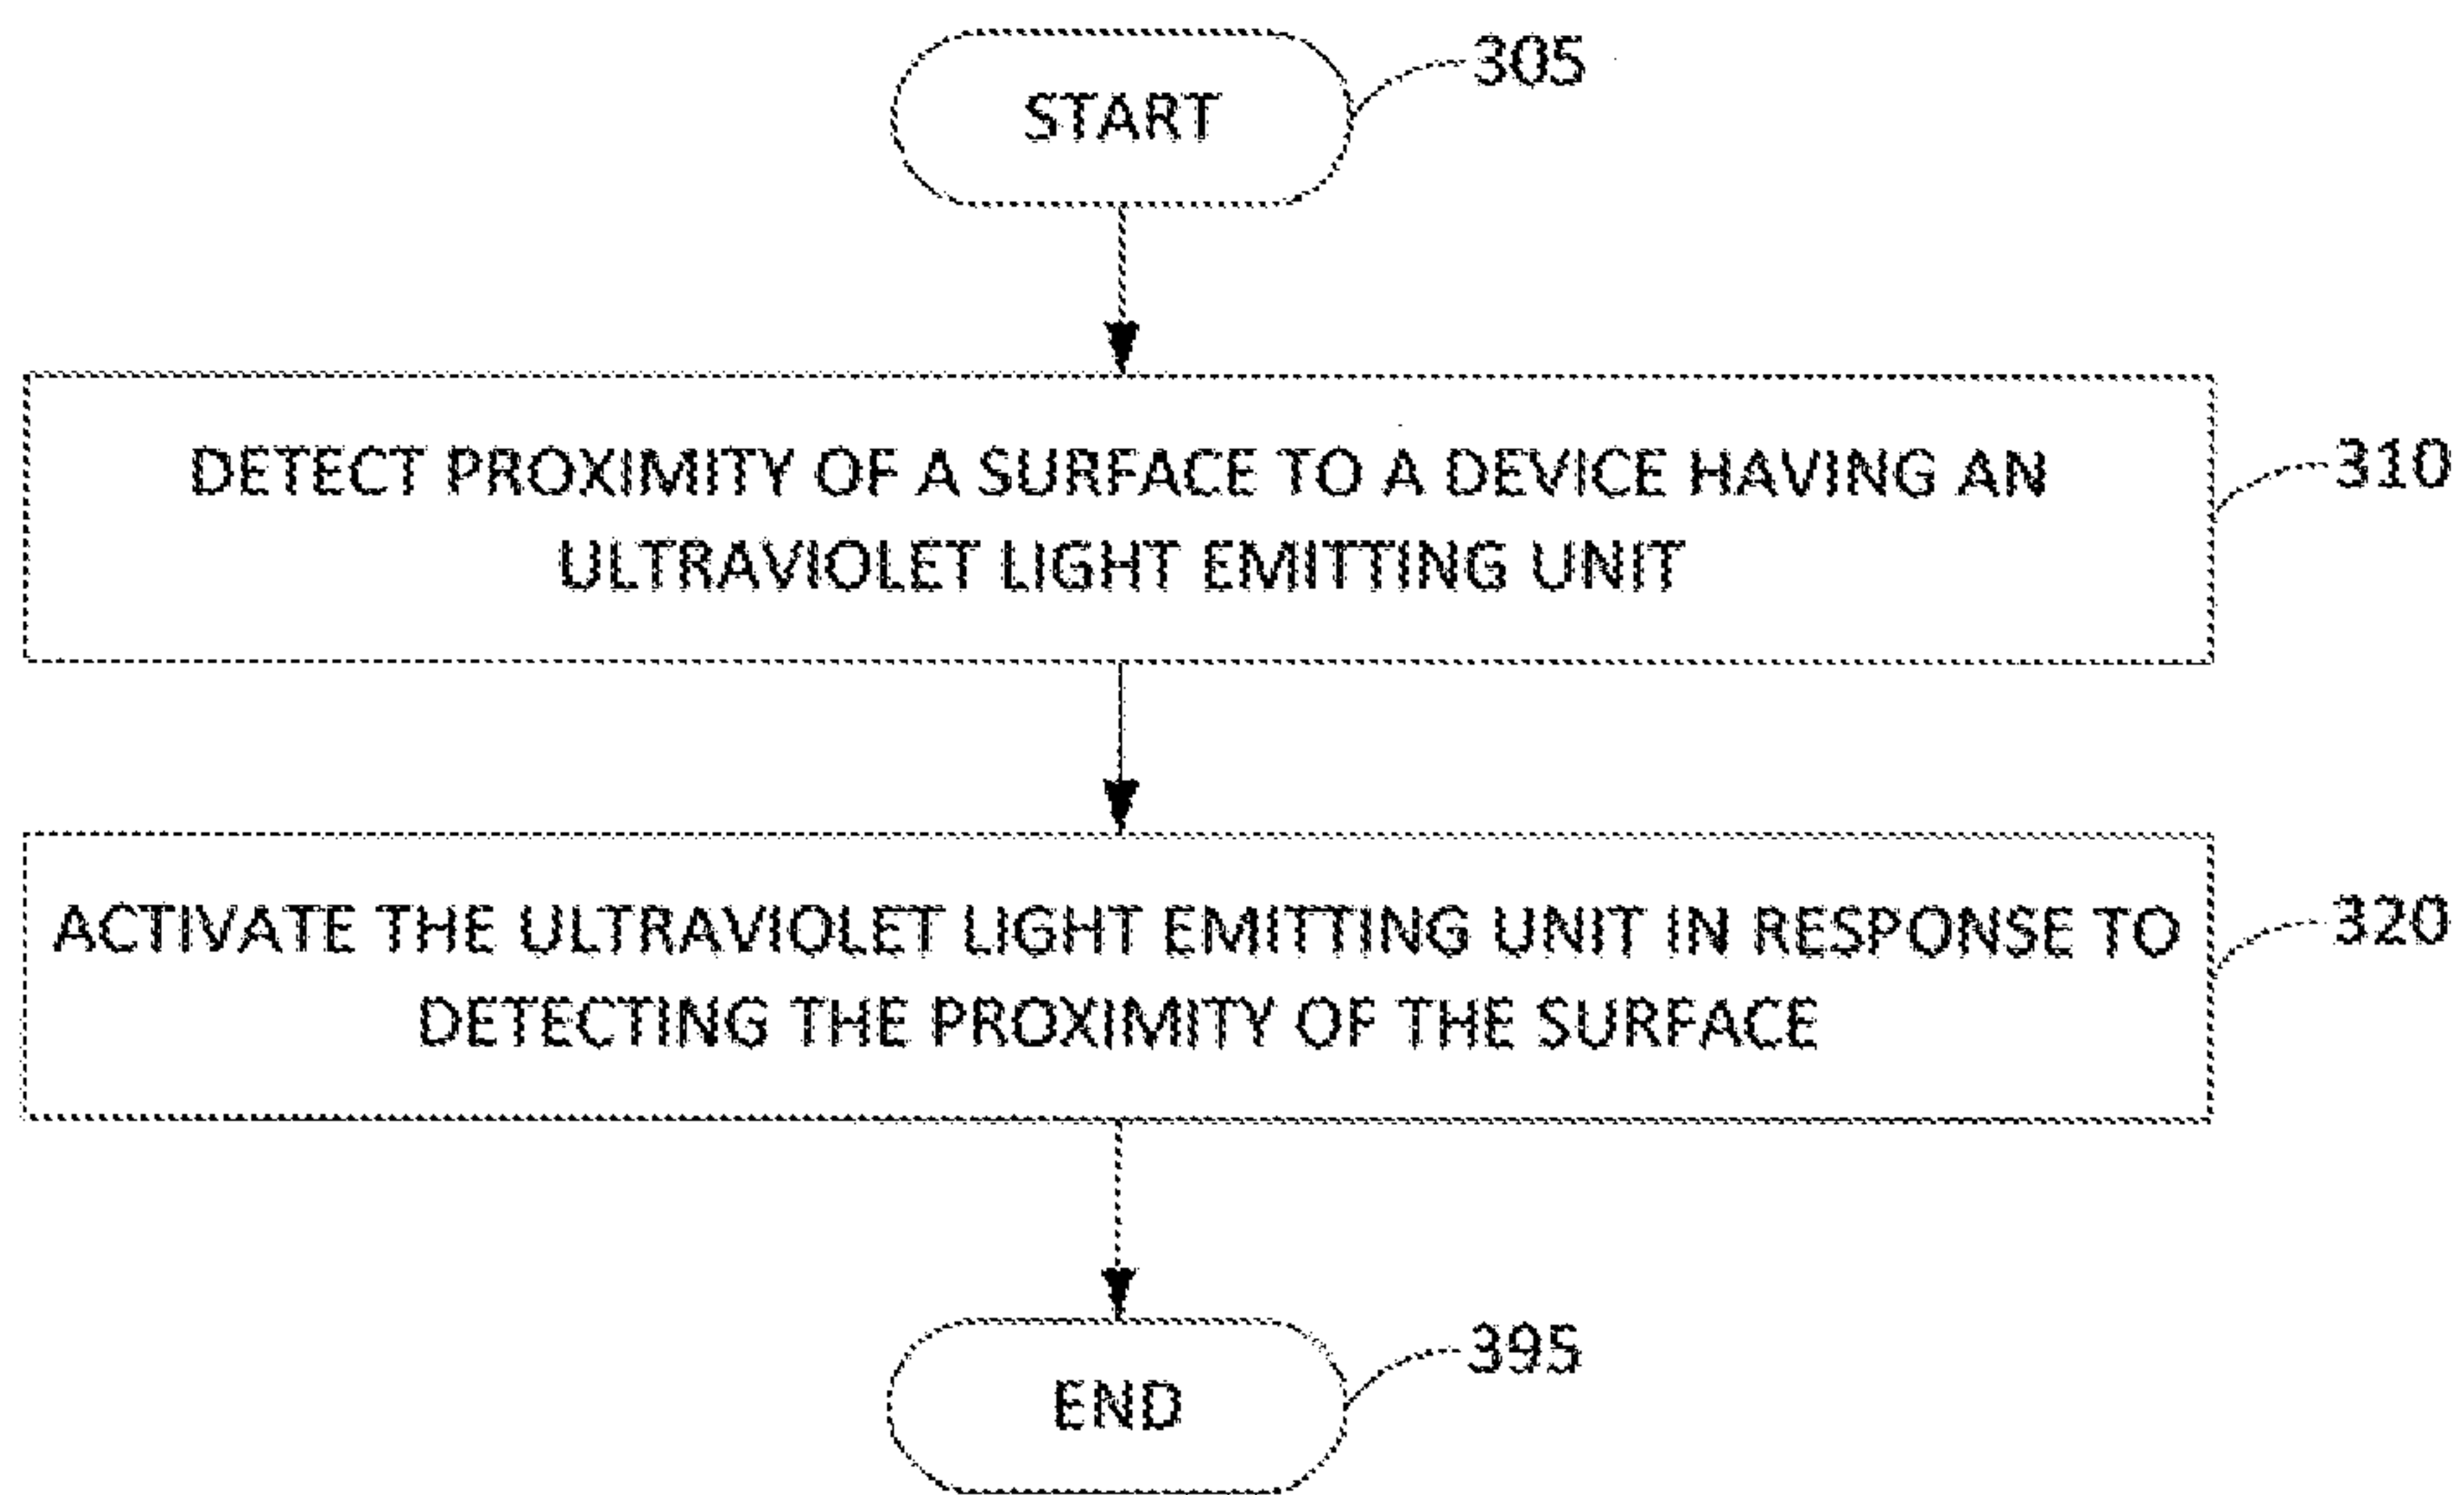 START
305
DETECT PROXIMITY OF A SURFACE TO A DEVICE HAVING AN
ULTRAVIOLET LIGHT EMITTING UNIT
310
ACTIVATE THE ULTRAVIOLET LIGHT EMITTING UNIT IN RESPONSE TO
DETECTING THE PROXIMITY OF THE SURFACE
320
END
395